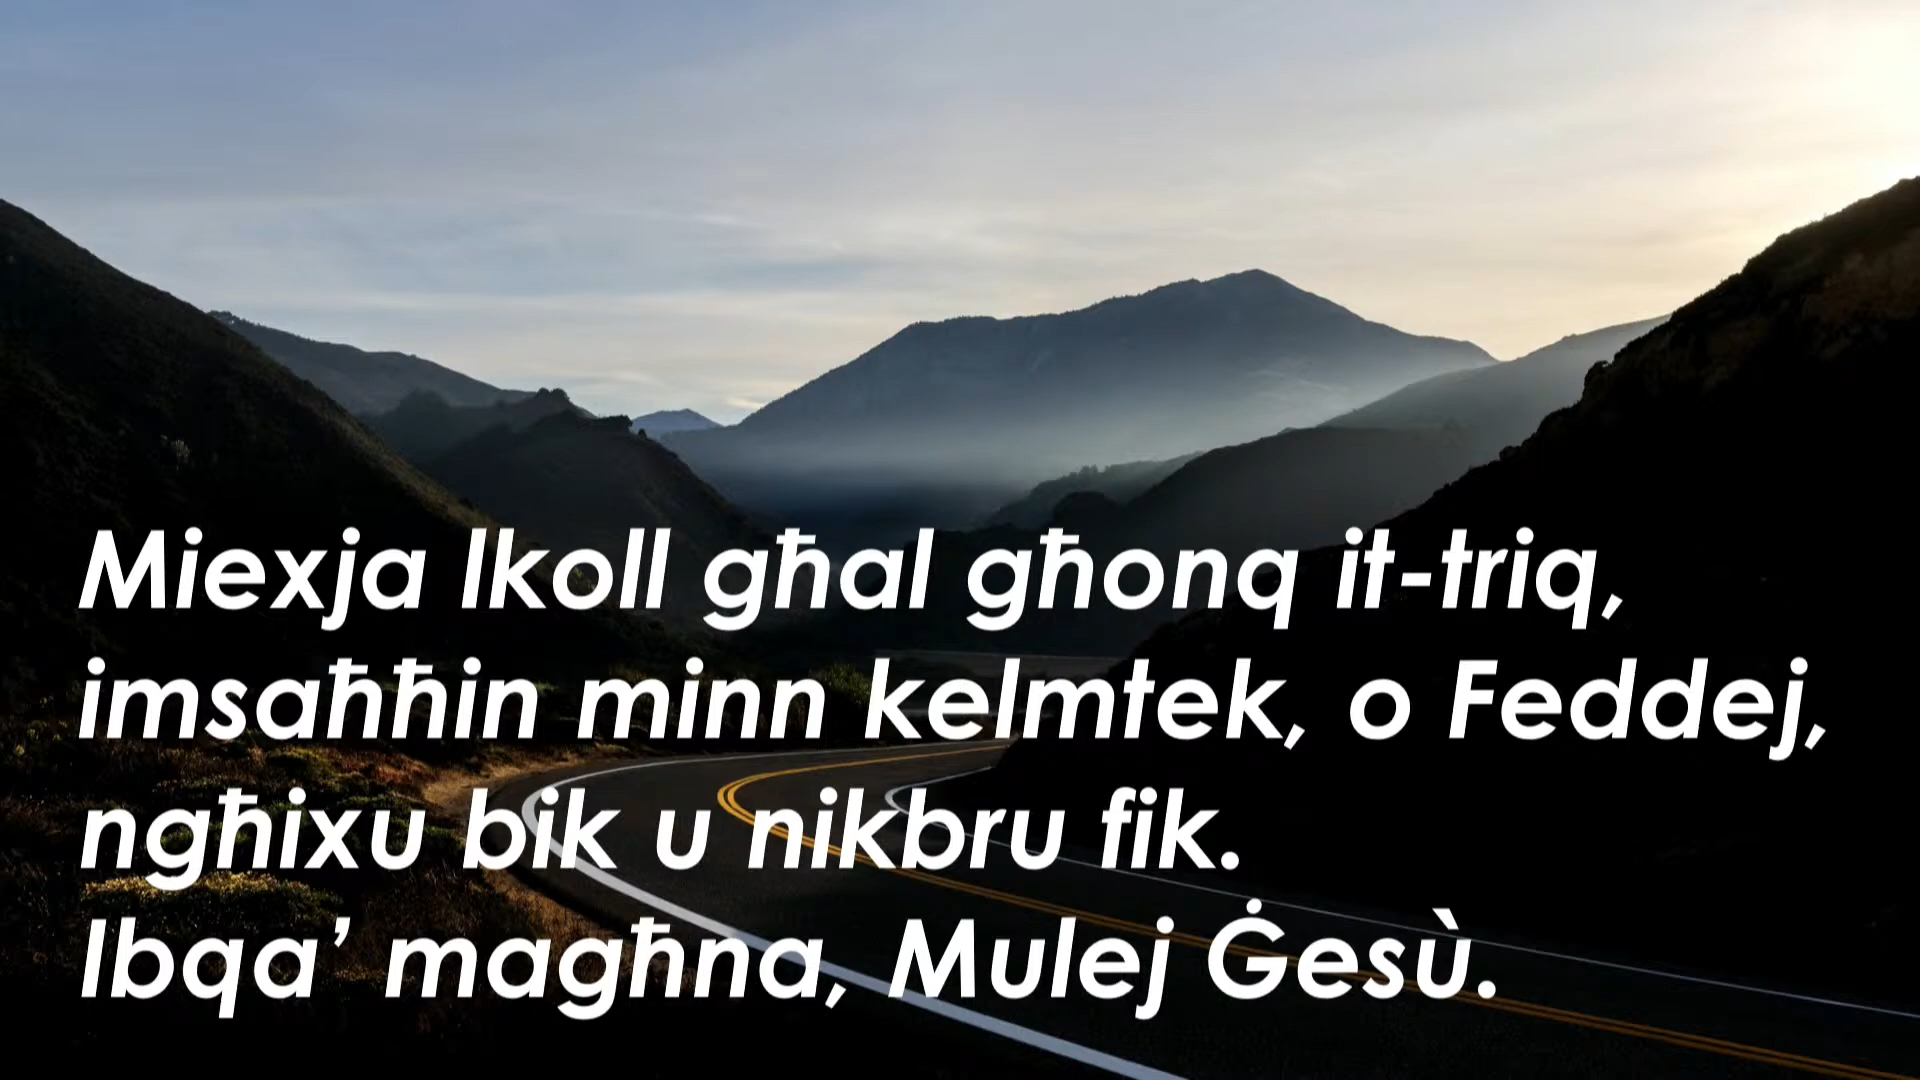 Miexja lkoll għal għonq it-triq,
imsaħħin minn kelmtek, o Feddej,
ngħixu bik u nikbru fik.
Ibqa’ magħna, Mulej Ġesù.